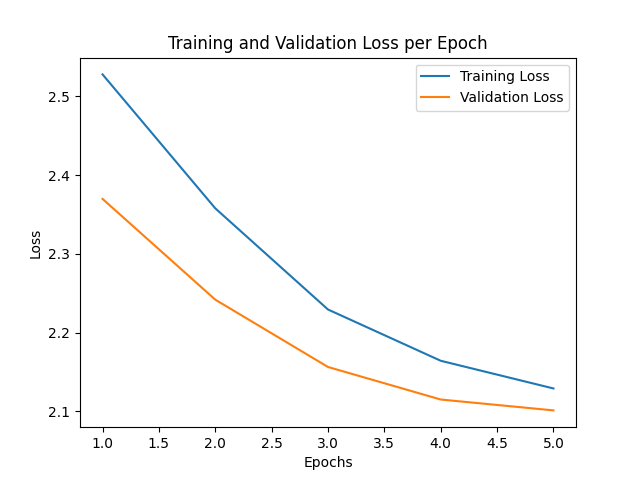 Training and Validation Loss per Epoch
Training Loss
Validation Loss
Loss
2.5
2.4
2.3
2.2
2.1
1.0 1.5 2.0 2.5 3.0 3.5 4.0 4.5 5.0
Epochs